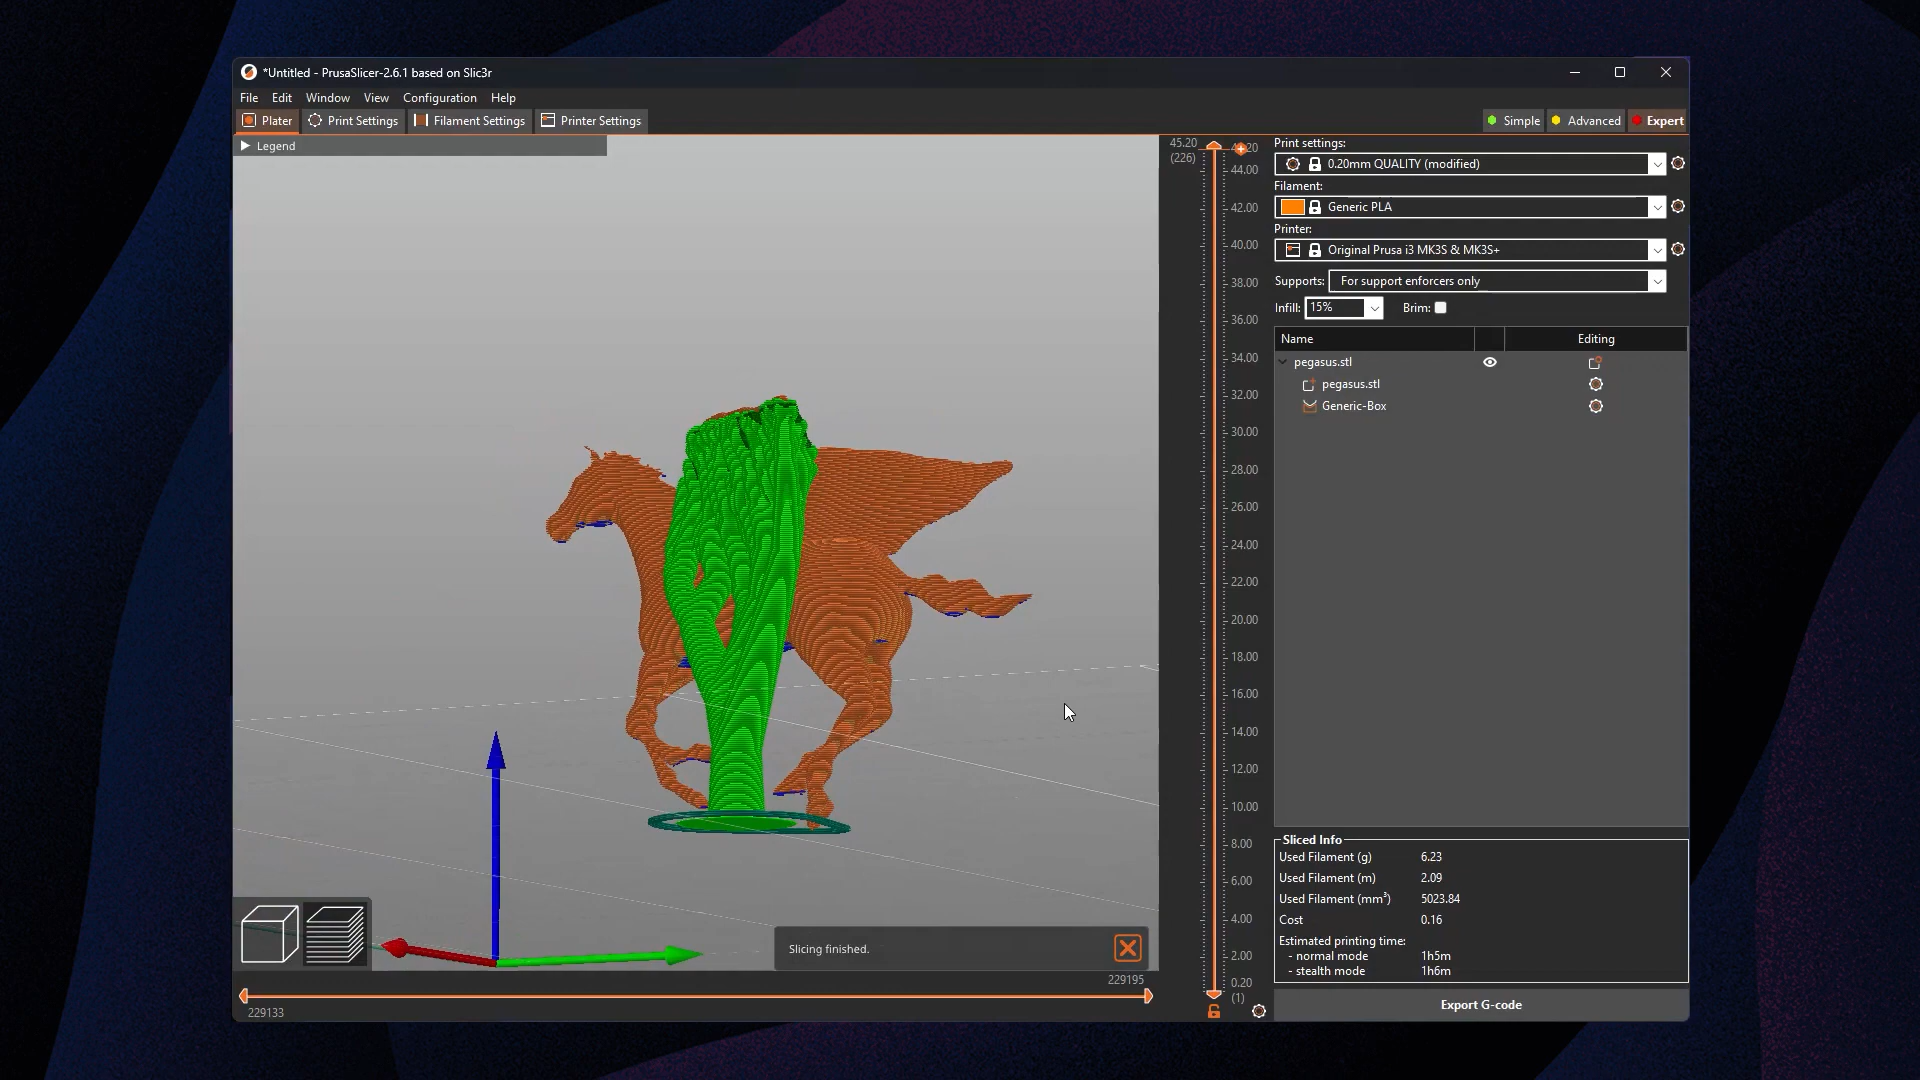 *Untitled - PrusaSlicer-2.6.1 based on Slic3r
File Edit Window View Configuration Help
Plater Print Settings Filament Settings Printer Settings Simple Advanced Expert
Legend
45.20
(226)
44.00
42.00
40.00
38.00
36.00
34.00
32.00
30.00
28.00
26.00
24.00
22.00
20.00
18.00
16.00
14.00
12.00
10.00
8.00
6.00
4.00
2.00
0.20
(1)
Print settings:
0.20mm QUALITY (modified)
Filament:
Generic PLA
Printer:
Original Prusa i3 MK3S & MK3S+
Supports: For support enforcers only
Infill: 15% Brim:
Name Editing
pegasus.stl
pegasus.stl
Generic-Box
Sliced Info
Used Filament (g) 6.23
Used Filament (m) 2.09
Used Filament (mm³) 5023.84
Cost 0.16
Estimated printing time:
- normal mode 1h5m
- stealth mode 1h6m
Export G-code
Slicing finished.
229195
229133